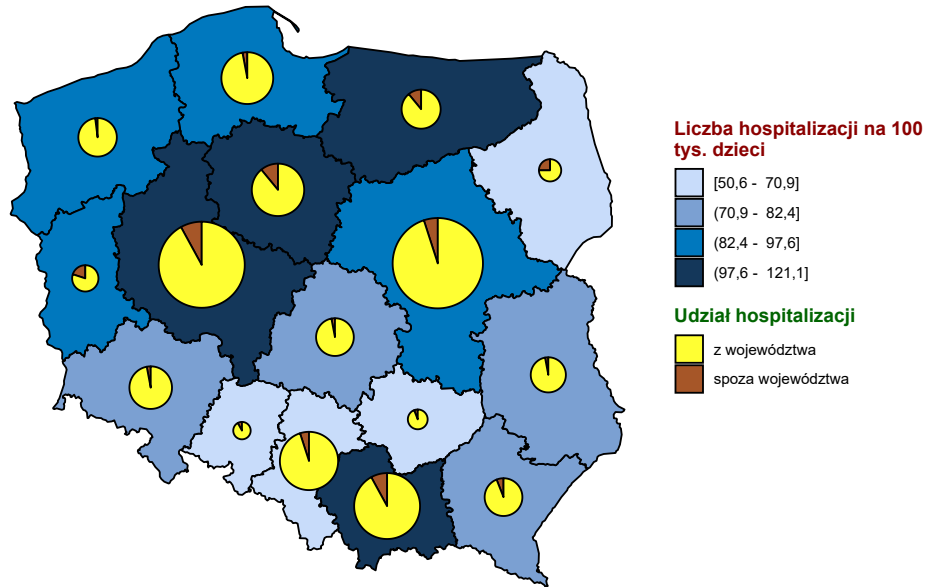 Liczba hospitalizacji na 100
tys. dzieci
[50,6 - 70,9]
(70,9 - 82,4]
(82,4 - 97,6]
(97,6 - 121,1]
Udział hospitalizacji
z województwa
spoza województwa